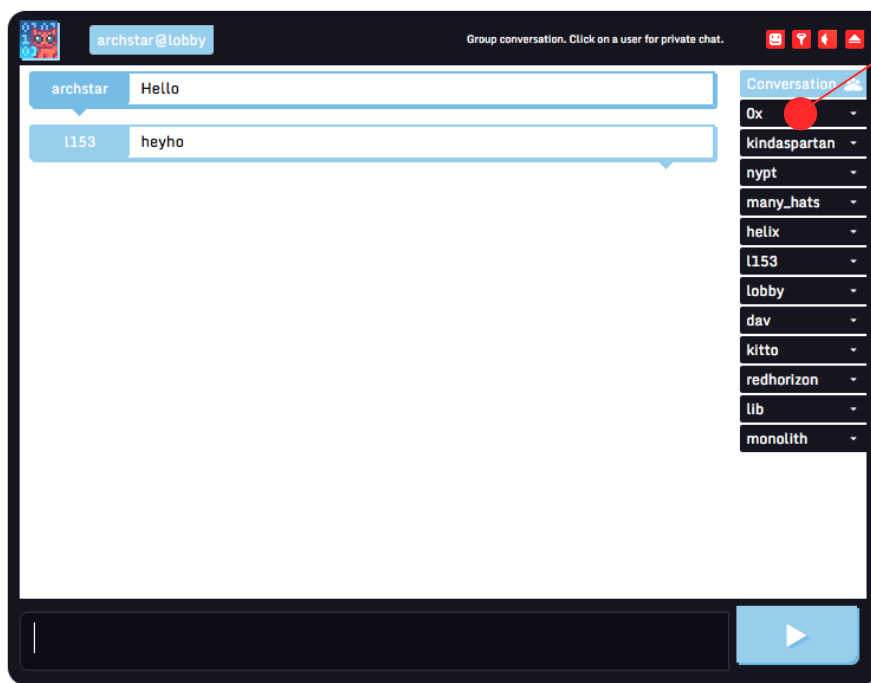 archstar@lobby
Group conversation. Click on a user for private chat.
archstar Hello
l153 heyho
Conversation
0x
kindaspartan
nypt
many_hats
helix
l153
lobby
dav
kitto
redhorizon
lib
monolith